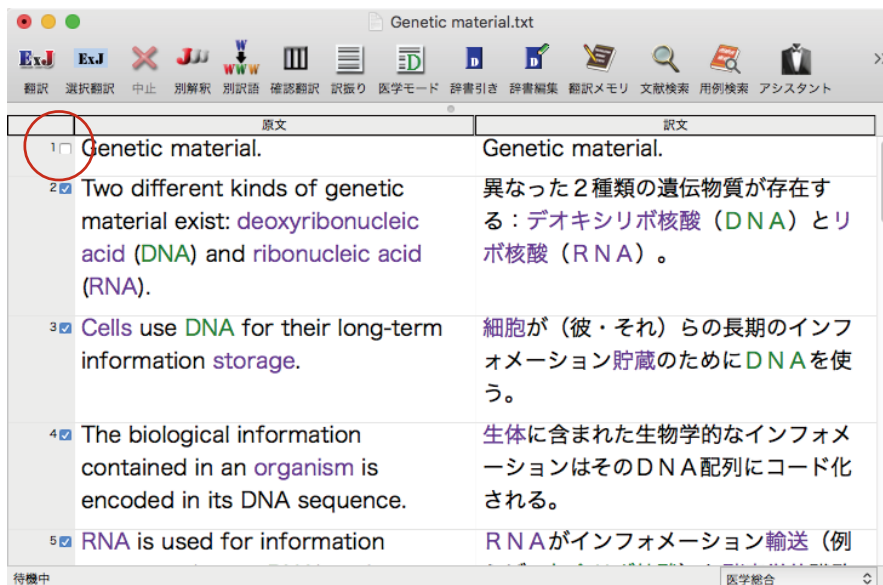 Genetic material.txt
ExJ ExJ JJJ W WWW D D
翻訳 選択翻訳 中止 別解釈 別訳語 確認翻訳 訳振り 医学モード 辞書引き 辞書編集 翻訳メモリ 文献検索 用例検索 アシスタント
原文 訳文
1 Genetic material. Genetic material.
2 Two different kinds of genetic 異なった２種類の遺伝物質が存在す
material exist: deoxyribonucleic る：デオキシリボ核酸（ＤＮＡ）とリ
acid (DNA) and ribonucleic acid ボ核酸（ＲＮＡ）。
(RNA).
3 Cells use DNA for their long-term 細胞が（彼・それ）らの長期のインフ
information storage. ォメーション貯蔵のためにＤＮＡを使
う。
4 The biological information 生体に含まれた生物学的なインフォメ
contained in an organism is ーションはそのＤＮＡ配列にコード化
encoded in its DNA sequence. される。
5 RNA is used for information ＲＮＡがインフォメーション輸送（例
待機中 医学総合